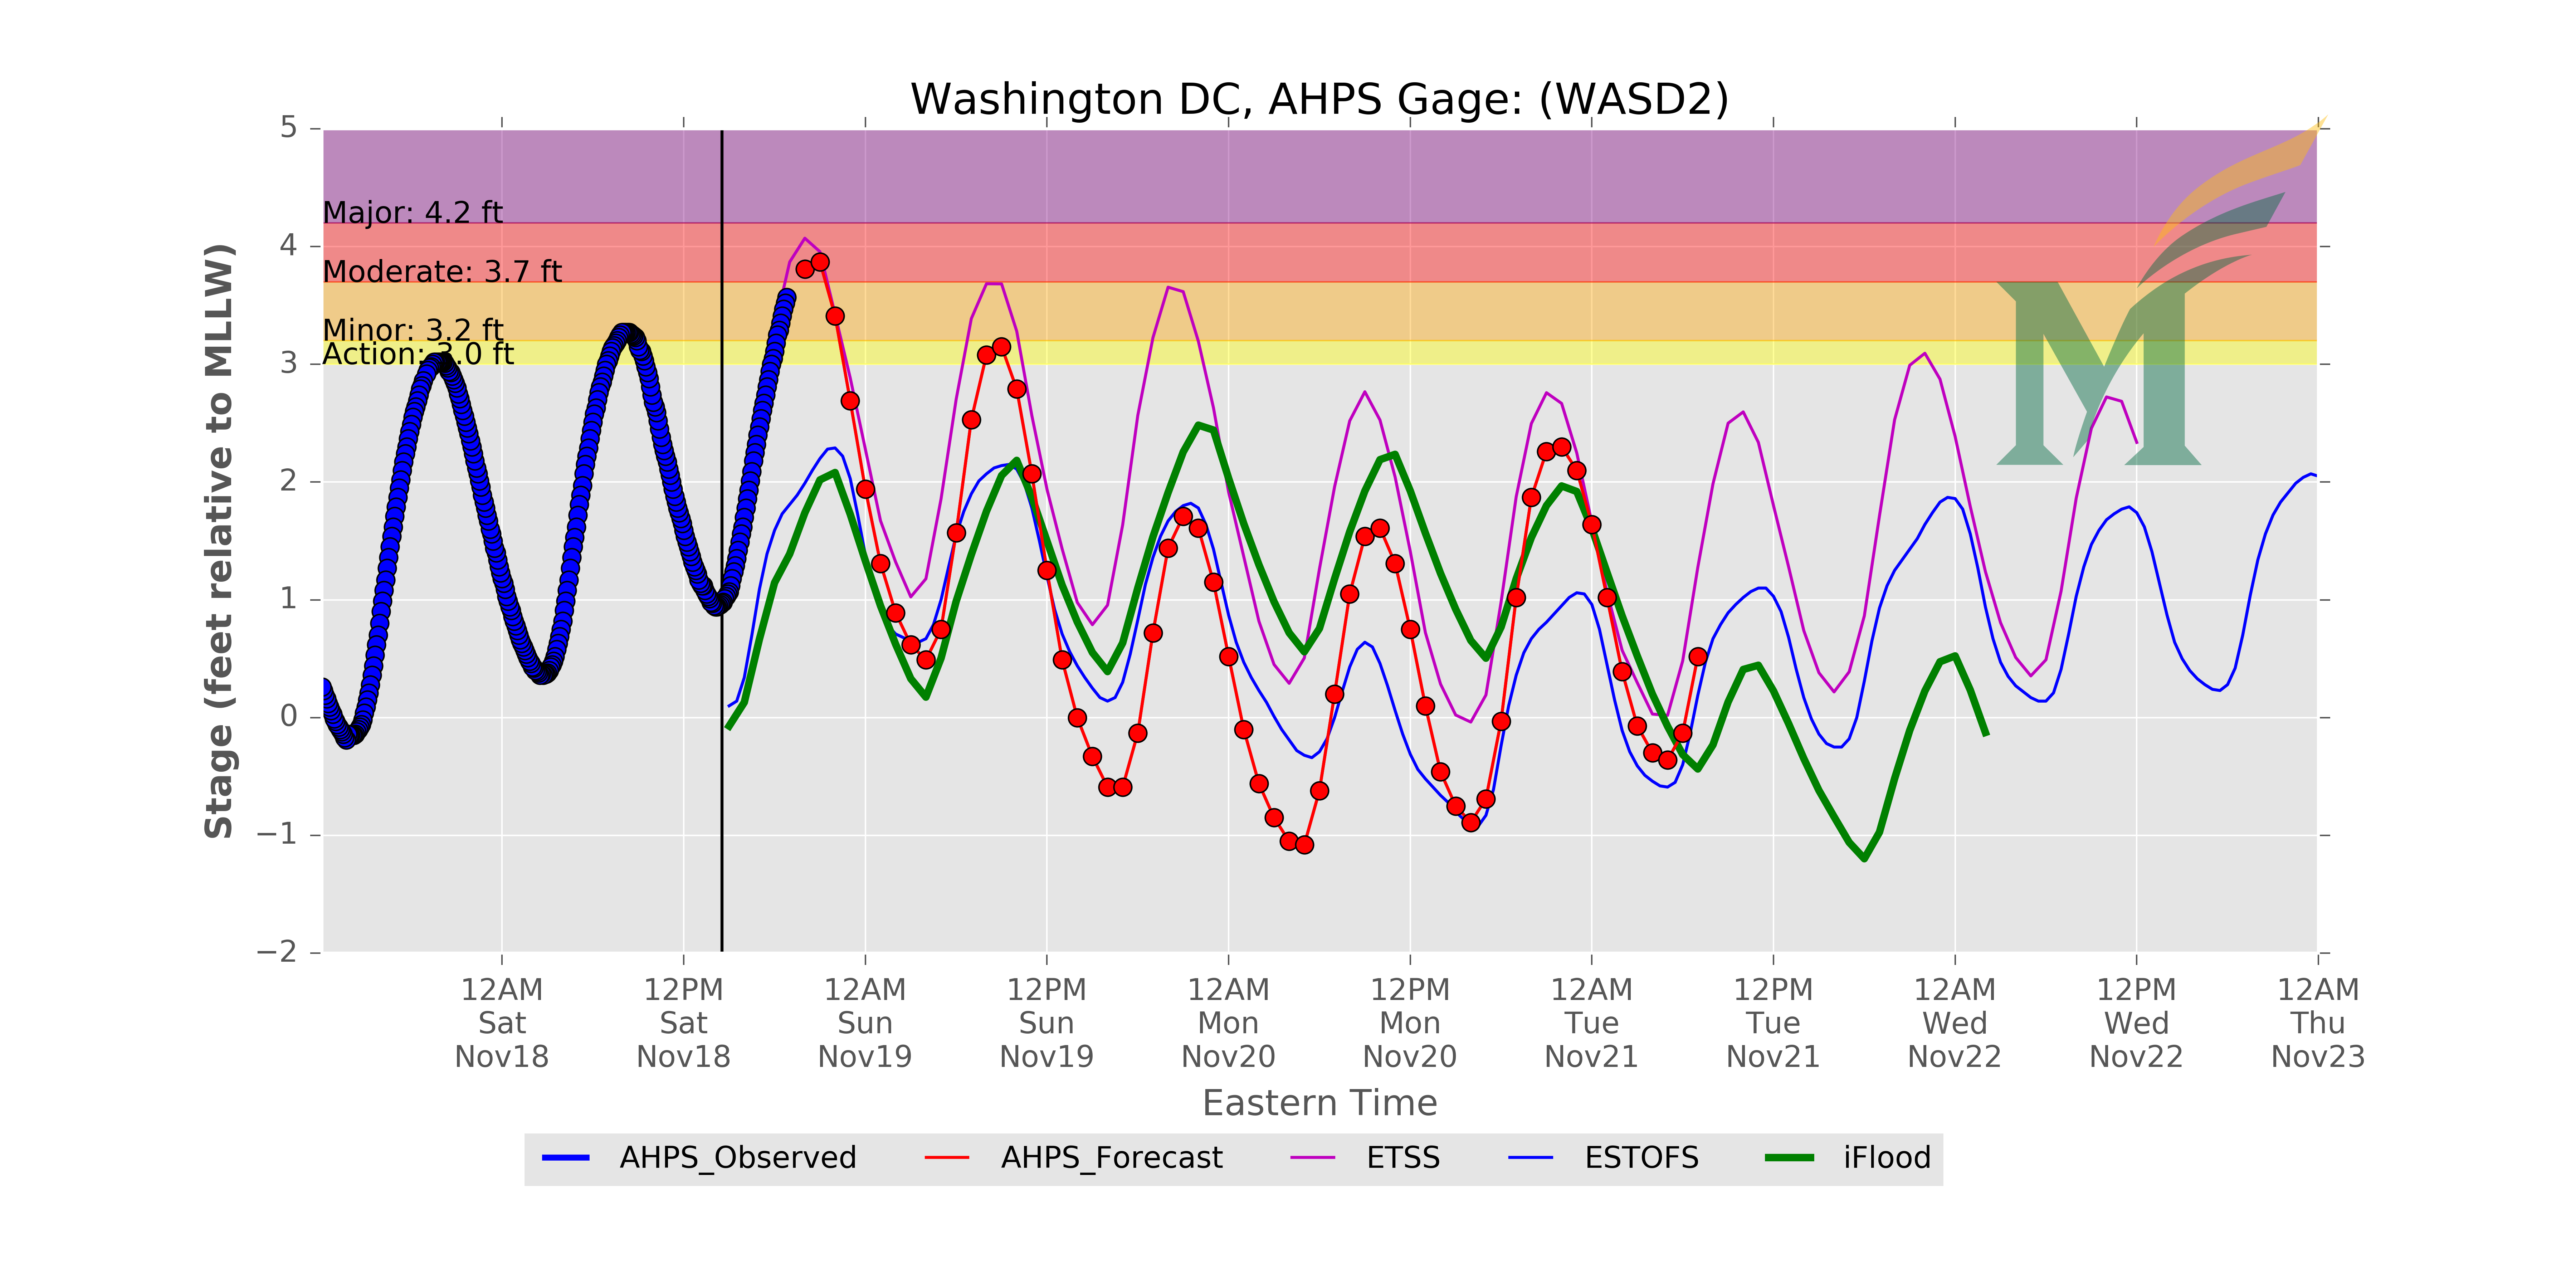 Washington DC, AHPS Gage: (WASD2)
5
4
3
2
1
0
−1
−2
Stage (feet relative to MLLW)
Major: 4.2 ft
Moderate: 3.7 ft
Minor: 3.2 ft
Action: 3.0 ft
12AM
Sat
Nov18
12PM
Sat
Nov18
12AM
Sun
Nov19
12PM
Sun
Nov19
12AM
Mon
Nov20
12PM
Mon
Nov20
12AM
Tue
Nov21
12PM
Tue
Nov21
12AM
Wed
Nov22
12PM
Wed
Nov22
12AM
Thu
Nov23
Eastern Time
AHPS_Observed
AHPS_Forecast
ETSS
ESTOFS
iFlood
M